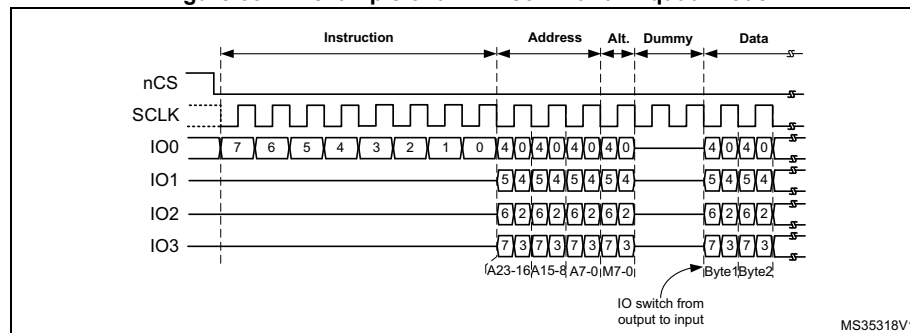 Instruction Address Alt. Dummy Data
nCS
SCLK
IO0 7 6 5 4 3 2 1 0 4 0 4 0 4 0 4 0 4 0 4 0
IO1 5 4 5 4 5 4 5 4 5 4 5 4
IO2 6 2 6 2 6 2 6 2 6 2 6 2
IO3 7 3 7 3 7 3 7 3 7 3 7 3
A23-16 A15-8 A7-0 M7-0 Byte1 Byte2
IO switch from
output to input